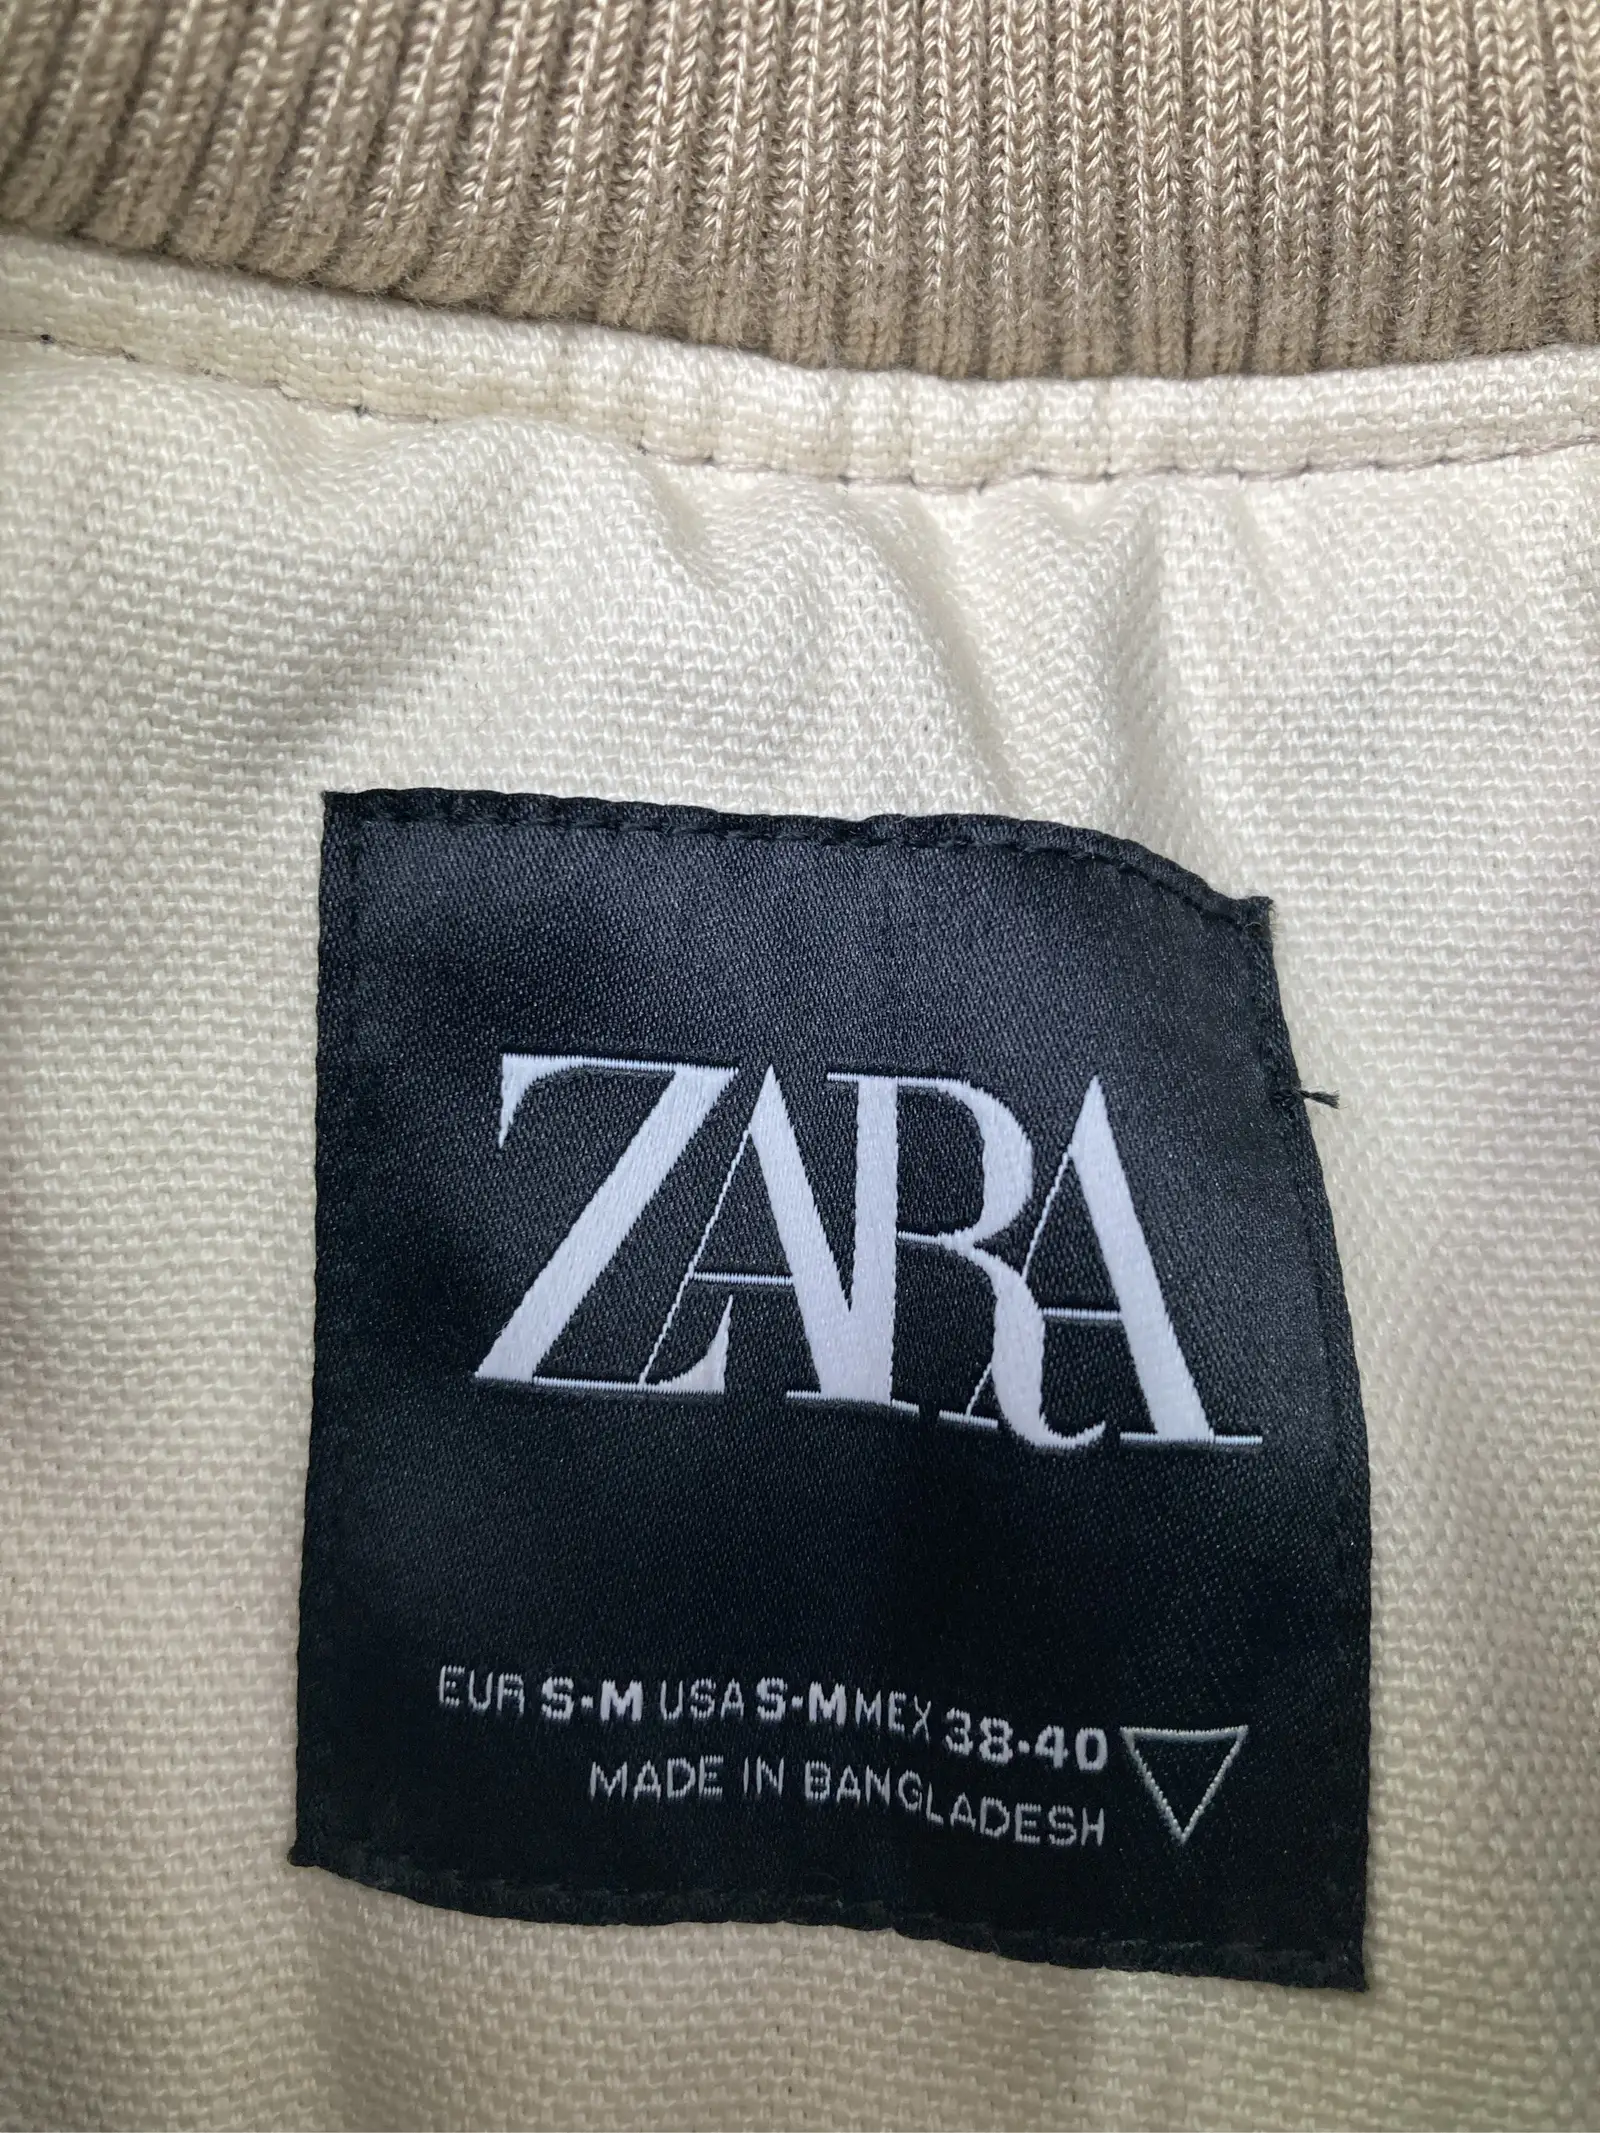 ZARA
EUR S-M USA S-M MEX 38-40
MADE IN BANGLADESH